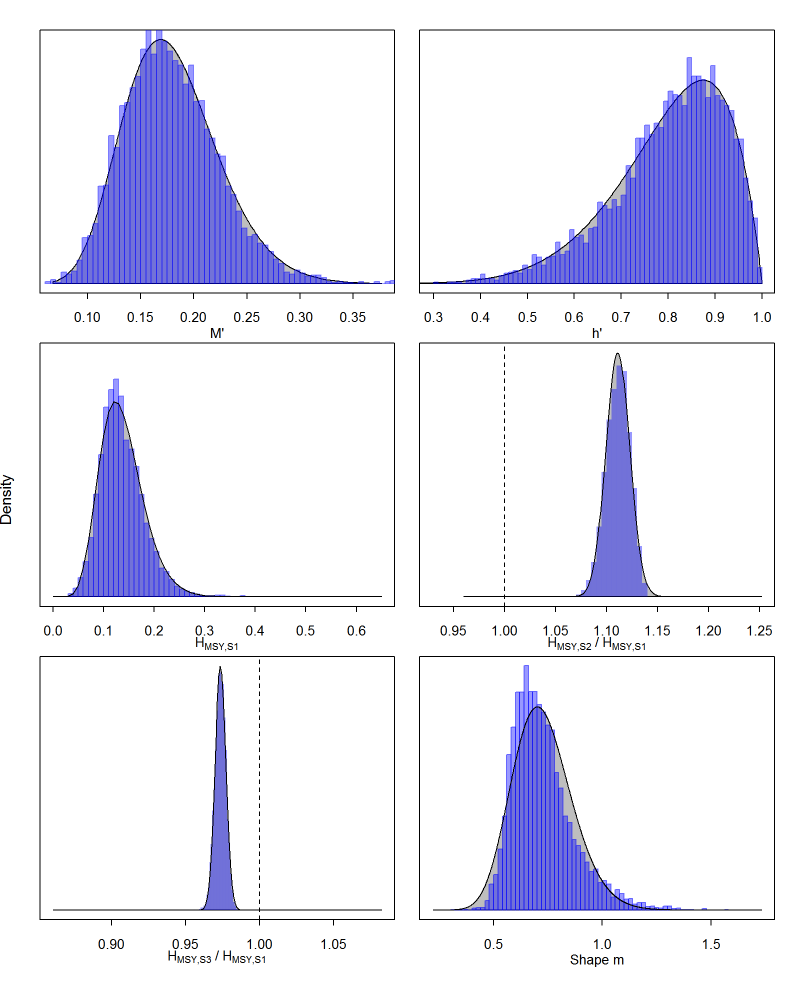 0.10 0.15 0.20 0.25 0.30 0.35
M'
0.3 0.4 0.5 0.6 0.7 0.8 0.9 1.0
h'
Density
0.0 0.1 0.2 0.3 0.4 0.5 0.6
HMSY,S1
0.95 1.00 1.05 1.10 1.15 1.20 1.25
HMSY,S2 / HMSY,S1
0.90 0.95 1.00 1.05
HMSY,S3 / HMSY,S1
0.5 1.0 1.5
Shape m